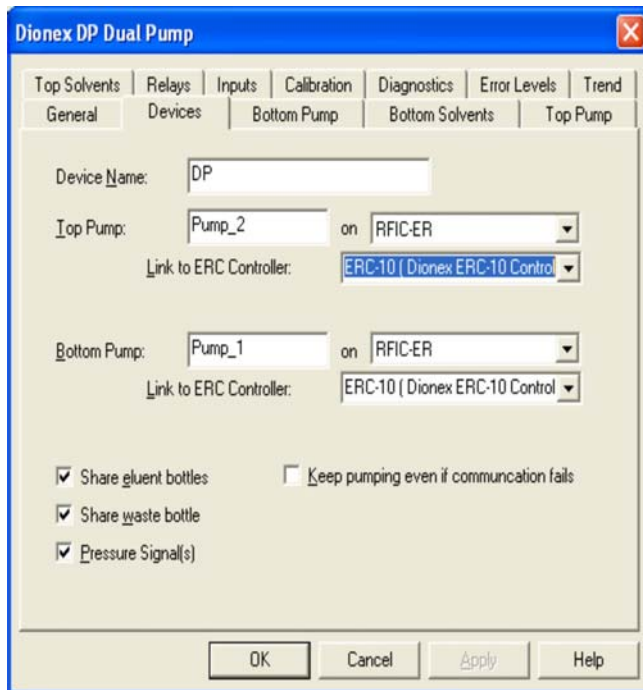 Dionex DP Dual Pump
Top Solvents Relays Inputs Calibration Diagnostics Error Levels Trend
General Devices Bottom Pump Bottom Solvents Top Pump
Device Name: DP
Top Pump: Pump_2 on RFIC-ER
Link to ERC Controller: ERC-10 ( Dionex ERC-10 Control
Bottom Pump: Pump_1 on RFIC-ER
Link to ERC Controller: ERC-10 ( Dionex ERC-10 Control
Share eluent bottles Keep pumping even if communcation fails
Share waste bottle
Pressure Signal(s)
OK Cancel Apply Help